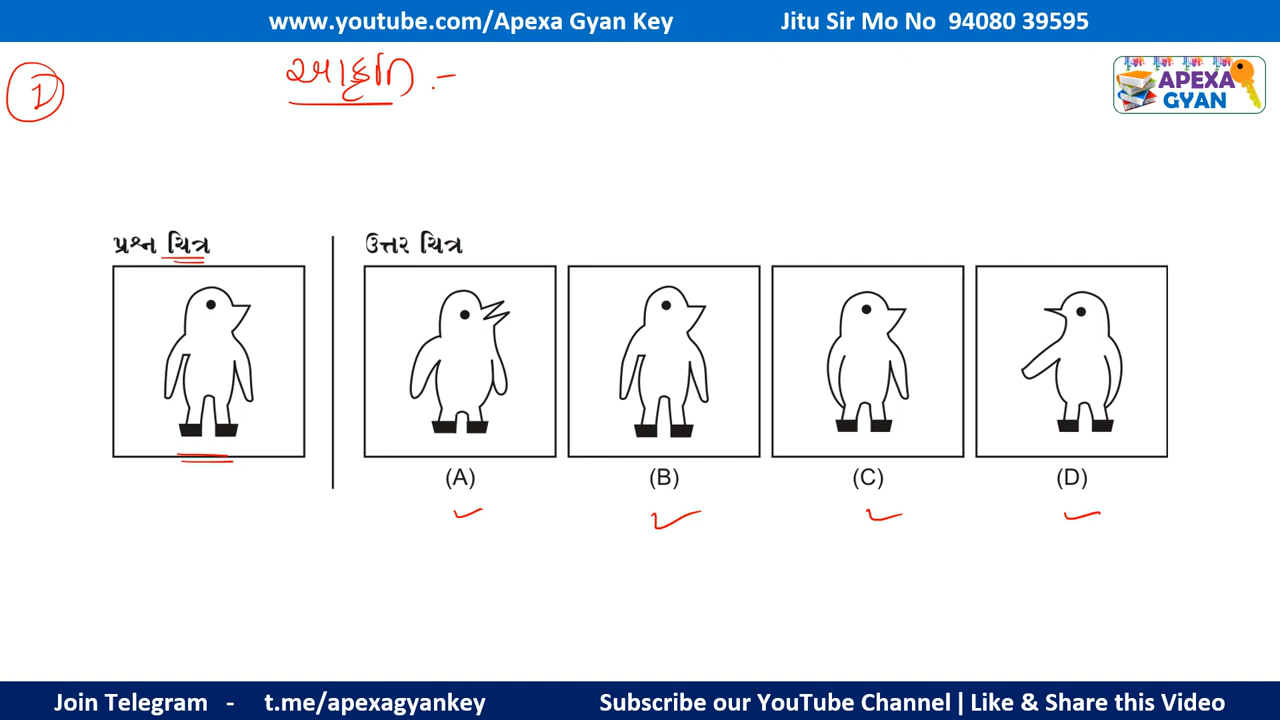 www.youtube.com/Apexa Gyan Key Jitu Sir Mo No 94080 39595
1
આકૃતિ :-
APEXA
GYAN
પ્રશ્ન ચિત્ર ઉત્તર ચિત્ર
(A) (B) (C) (D)
Join Telegram - t.me/apexagyankey Subscribe our YouTube Channel | Like & Share this Video